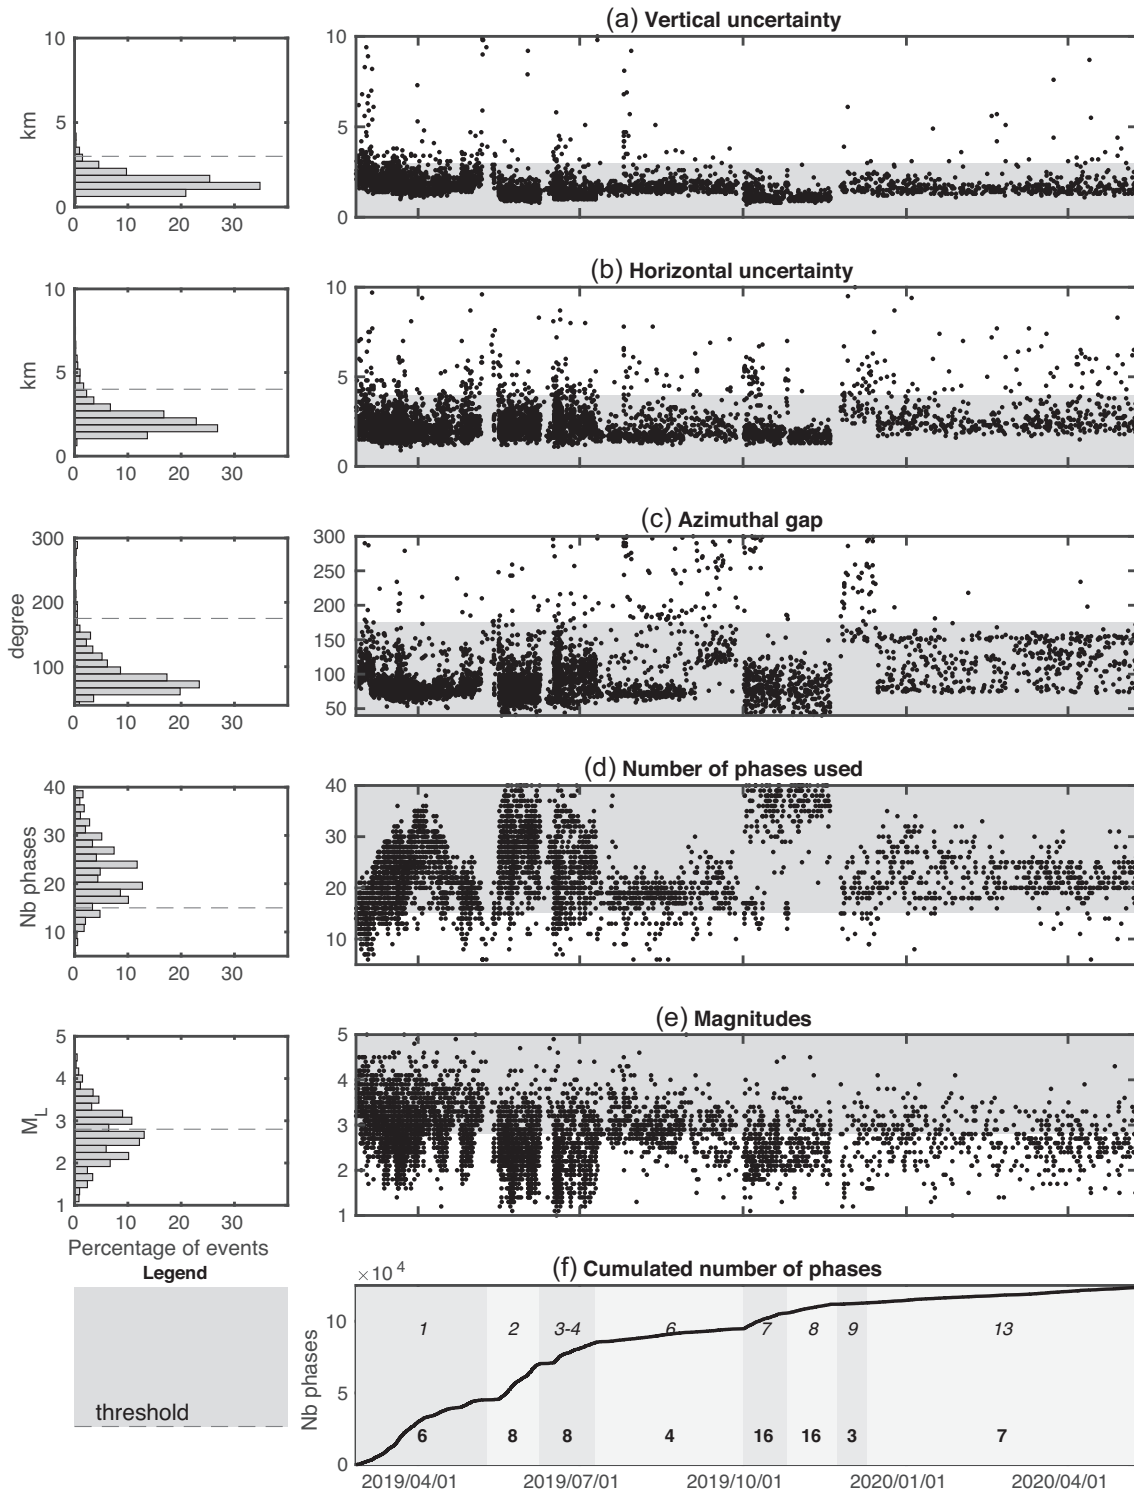 (a) Vertical uncertainty
10
5
0
km
0 10 20 30
10
5
0
(b) Horizontal uncertainty
10
5
0
km
0 10 20 30
10
5
0
(c) Azimuthal gap
300
200
100
degree
0 10 20 30
300
250
200
150
100
50
(d) Number of phases used
40
30
20
10
Nb phases
0 10 20 30
40
30
20
10
(e) Magnitudes
5
4
3
2
1
ML
0 10 20 30
Percentage of events
5
4
3
2
1
Legend
threshold
(f) Cumulated number of phases
×10 4
10
5
0
Nb phases
1 2 3-4 6 7 8 9 13
6 8 8 4 16 16 3 7
2019/04/01 2019/07/01 2019/10/01 2020/01/01 2020/04/01